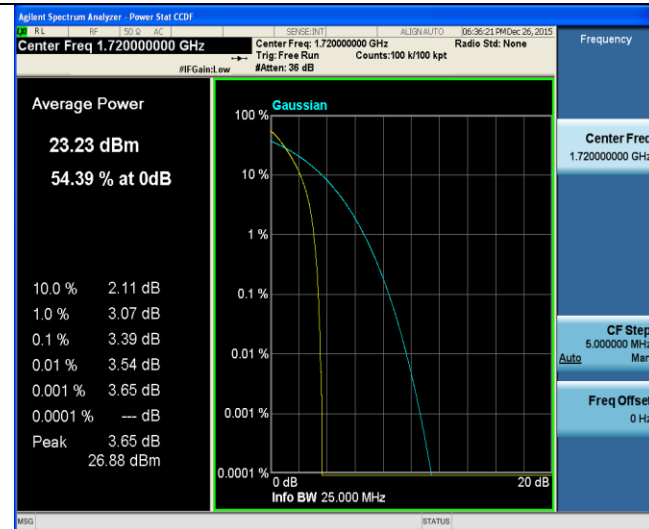 Agilent Spectrum Analyzer - Power Stat CCDF
RL RF 50 Ω AC SENSE:INT ALIGN AUTO 06:36:21 PM Dec 26, 2015
Center Freq 1.720000000 GHz
Center Freq: 1.720000000 GHz Radio Std: None
Trig: Free Run Counts:100 k/100 kpt
#IFGain:Low #Atten: 36 dB
Frequency
Average Power
23.23 dBm
54.39 % at 0dB
10.0 % 2.11 dB
1.0 % 3.07 dB
0.1 % 3.39 dB
0.01 % 3.54 dB
0.001 % 3.65 dB
0.0001 % --- dB
Peak 3.65 dB
26.88 dBm
Gaussian
100 %
10 %
1 %
0.1 %
0.01 %
0.001 %
0.0001 %
0 dB 20 dB
Info BW 25.000 MHz
Center Freq
1.720000000 GHz
CF Step
5.000000 MHz
Auto Man
Freq Offset
0 Hz
MSG STATUS